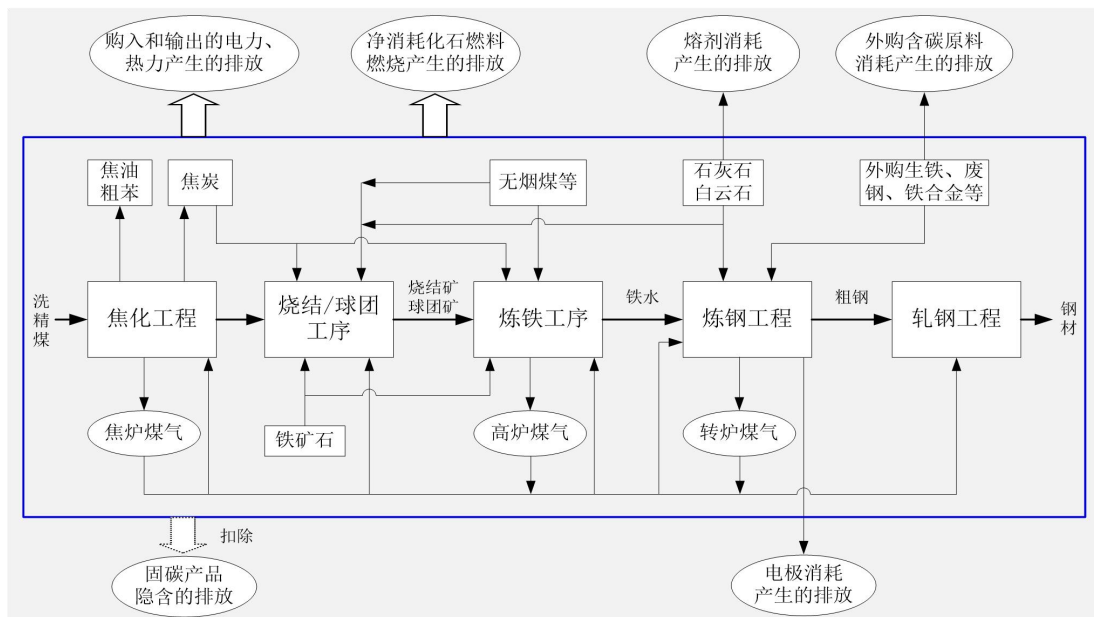 购入和输出的电力、
热力产生的排放
净消耗化石燃料
燃烧产生的排放
熔剂消耗
产生的排放
外购含碳原料
消耗产生的排放
焦油
粗苯
焦炭
无烟煤等
石灰石
白云石
外购生铁、废
钢、铁合金等
洗
精
煤
焦化工程
烧结/球团
工序
烧结矿
球团矿
炼铁工序
铁水
炼钢工程
粗钢
轧钢工程
钢
材
焦炉煤气
铁矿石
高炉煤气
转炉煤气
扣除
固碳产品
隐含的排放
电极消耗
产生的排放